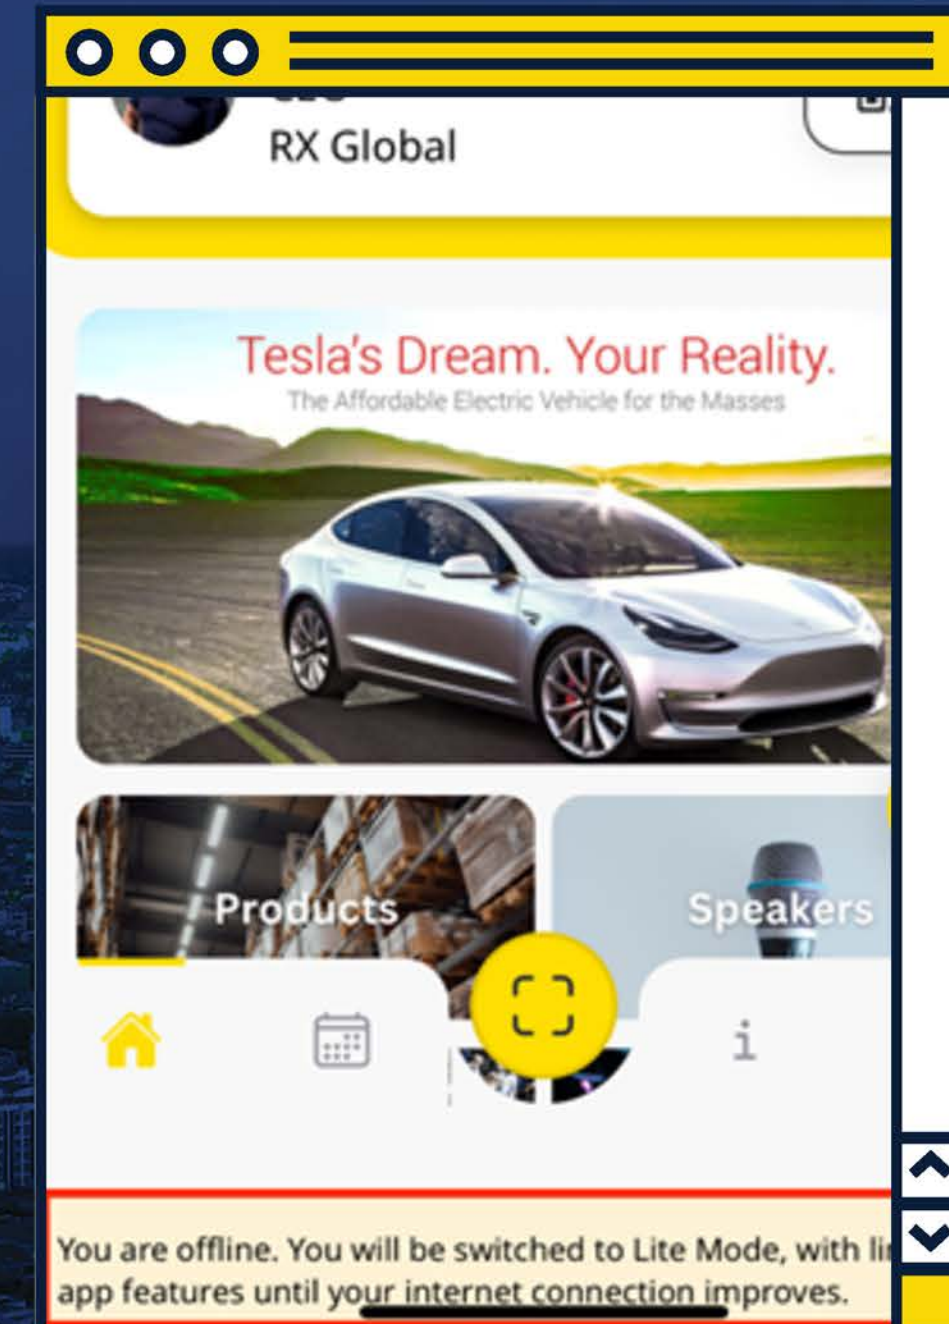 RX Global
Tesla's Dream. Your Reality.
The Affordable Electric Vehicle for the Masses
Products
Speakers
You are offline. You will be switched to Lite Mode, with
app features until your internet connection improves.